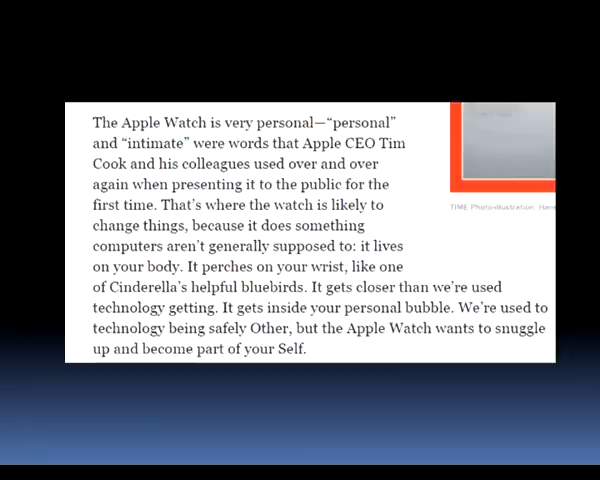 The Apple Watch is very personal—“personal”
and “intimate” were words that Apple CEO Tim
Cook and his colleagues used over and over
again when presenting it to the public for the
first time. That’s where the watch is likely to
change things, because it does something
computers aren’t generally supposed to: it lives
on your body. It perches on your wrist, like one
of Cinderella’s helpful bluebirds. It gets closer than we’re used
technology getting. It gets inside your personal bubble. We’re used to
technology being safely Other, but the Apple Watch wants to snuggle
up and become part of your Self.
TIME Photo-Illustration